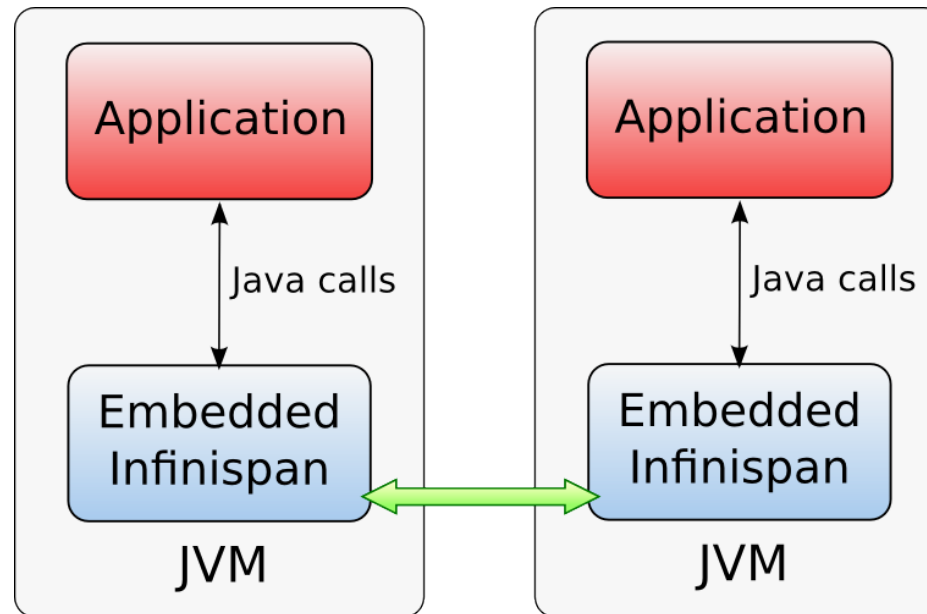 Application
Java calls
Embedded
Infinispan
JVM
Application
Java calls
Embedded
Infinispan
JVM